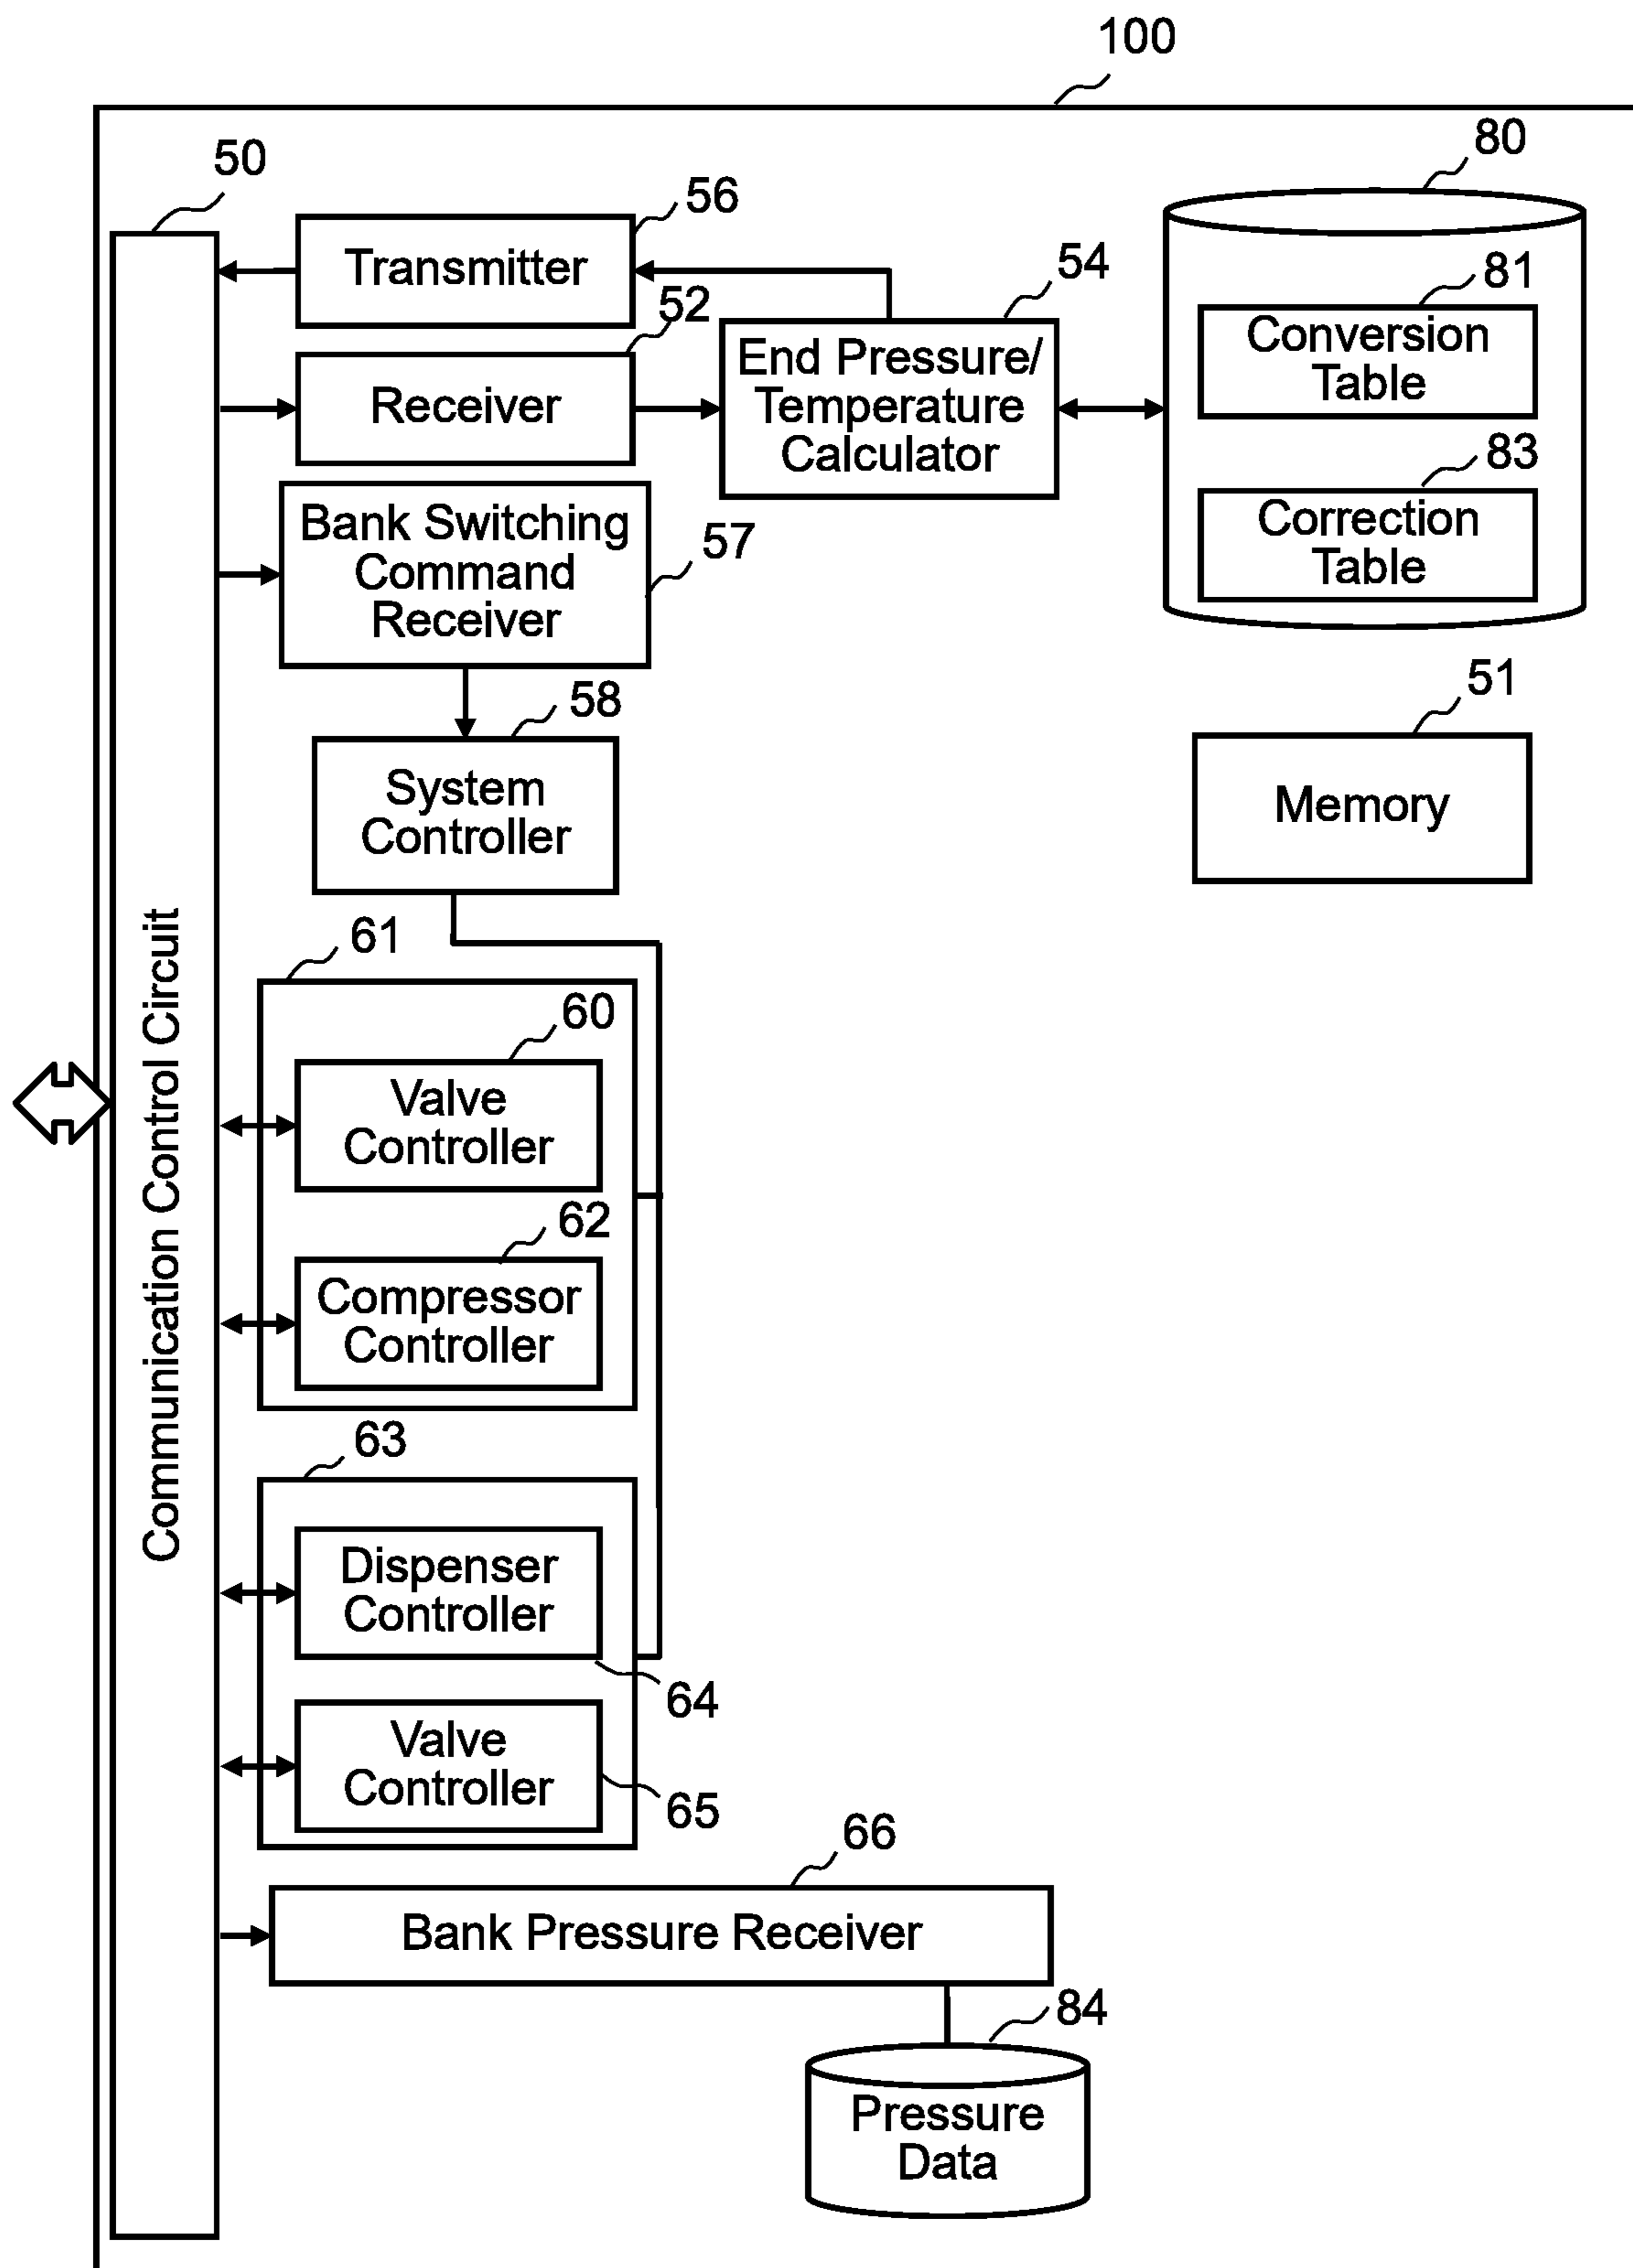 100
50
56
80
Transmitter
54
81
52
Conversion
Table
End Pressure/
Temperature
Calculator
Receiver
83
Correction
Table
Bank Switching
Command
Receiver
57
58
51
System
Controller
Memory
Communication Control Circuit
61
60
Valve
Controller
62
Compressor
Controller
63
Dispenser
Controller
64
Valve
Controller
65
66
Bank Pressure Receiver
84
Pressure
Data